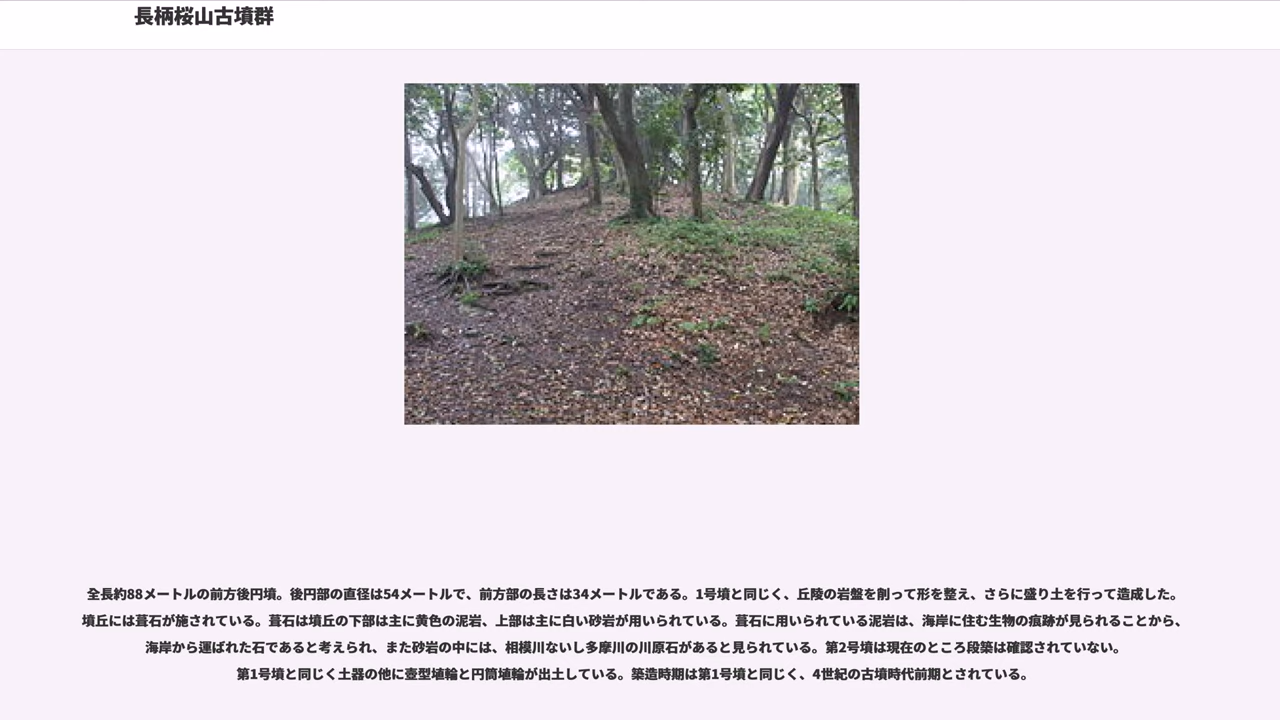 長柄桜山古墳群
全長約88メートルの前方後円墳。後円部の直径は54メートルで、前方部の長さは34メートルである。1号墳と同じく、丘陵の岩盤を削って形を整え、さらに盛り土を行って造成した。
墳丘には葺石が施されている。葺石は墳丘の下部は主に黄色の泥岩、上部は主に白い砂岩が用いられている。葺石に用いられている泥岩は、海岸に住む生物の痕跡が見られることから、
海岸から運ばれた石であると考えられ、また砂岩の中には、相模川ないし多摩川の川原石があると見られている。第2号墳は現在のところ段築は確認されていない。
第1号墳と同じく土器の他に壺型埴輪と円筒埴輪が出土している。築造時期は第1号墳と同じく、4世紀の古墳時代前期とされている。